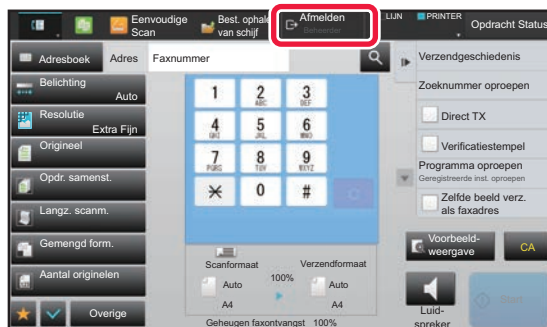 Eenvoudige
Scan
Best. ophalen
van schijf
Afmelden
Beheerder
LIJN
PRINTER
Opdracht Status
Adresboek
Adres
Faxnummer
Verzendgeschiedenis
Belichting
Auto
Zoeknummer oproepen
Resolutie
Extra Fijn
Direct TX
Origineel
Verificatiestempel
Opdr. samenst.
Programma oproepen
Geregistreerde inst. oproepen
Langz. scanm.
Zelfde beeld verz.
als faxadres
Gemengd form.
Voorbeeld-
weergave
CA
Aantal originelen
Overige
1
2
ABC
3
DEF
4
GHI
5
JKL
6
MNO
7
PQRS
8
TUV
9
WXYZ
0
#
Scanformaat
Verzendformaat
Auto
100%
Auto
A4
A4
Geheugen faxontvangst 100%
Luid-
spreker
Start